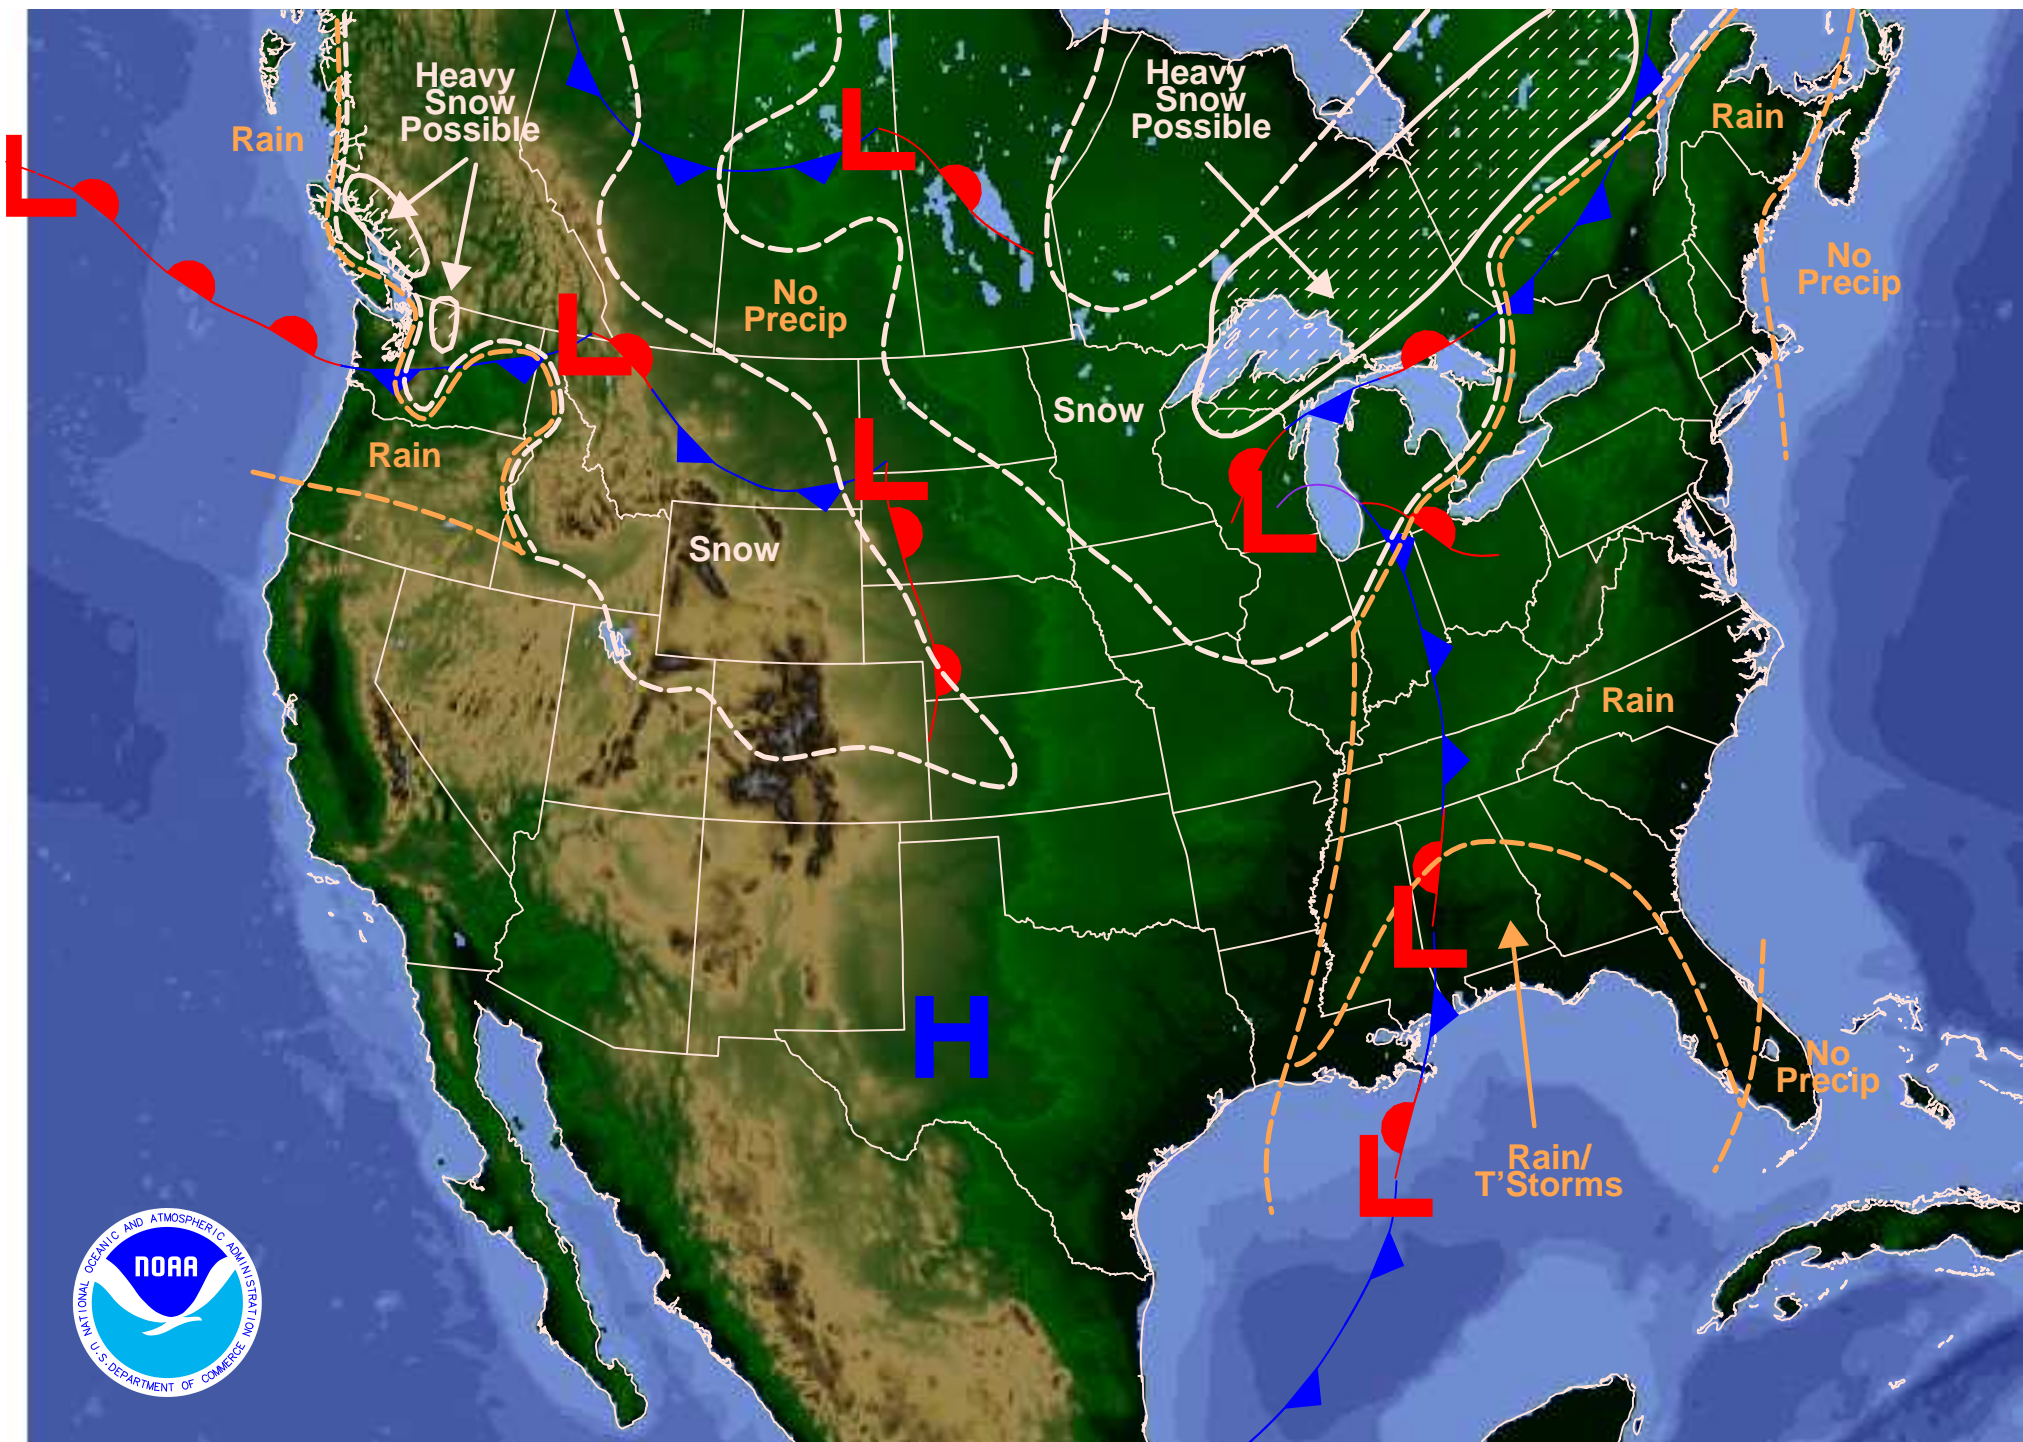 Heavy
Snow
Possible
Heavy
Snow
Possible
Rain
Rain
L
L
No
Precip
No
Precip
L
Snow
L
Rain
Snow
L
L
Rain
L
H
No
Precip
Rain/
T'Storms
L
NATIONAL OCEANIC AND ATMOSPHERIC ADMINISTRATION
NOAA
U.S. DEPARTMENT OF COMMERCE